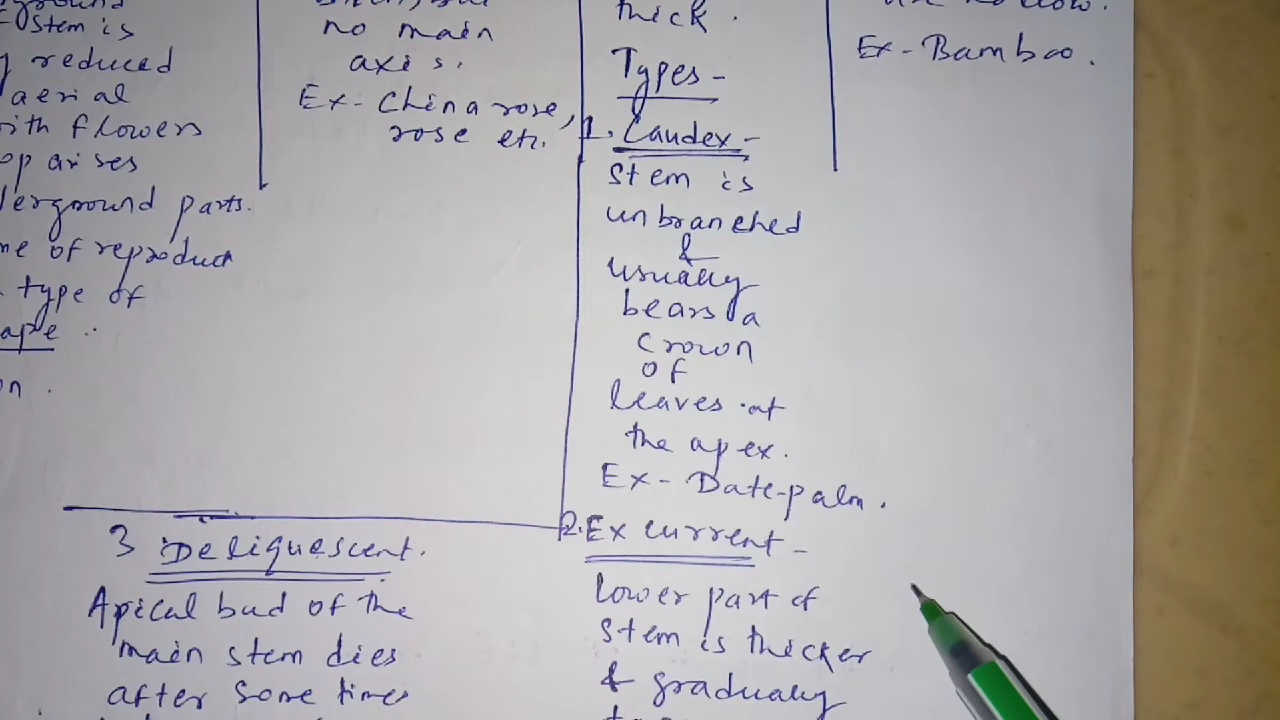 Stem is
reduced
aerial
with flowers
arises
underground parts.
of reproduct
type of
ape
no main
axis.
Ex- China rose,
rose etc.
thick.
Types-
1. Caudex-
Stem is
unbranched
&
usually
bears a
crown
of
leaves at
the apex.
Ex- Date-palm.
2. Excurrent-
Lower part of
stem is thicker
& gradually
Ex- Bamboo.
3 Deliquescent.
Apical bud of the
main stem dies
after some times